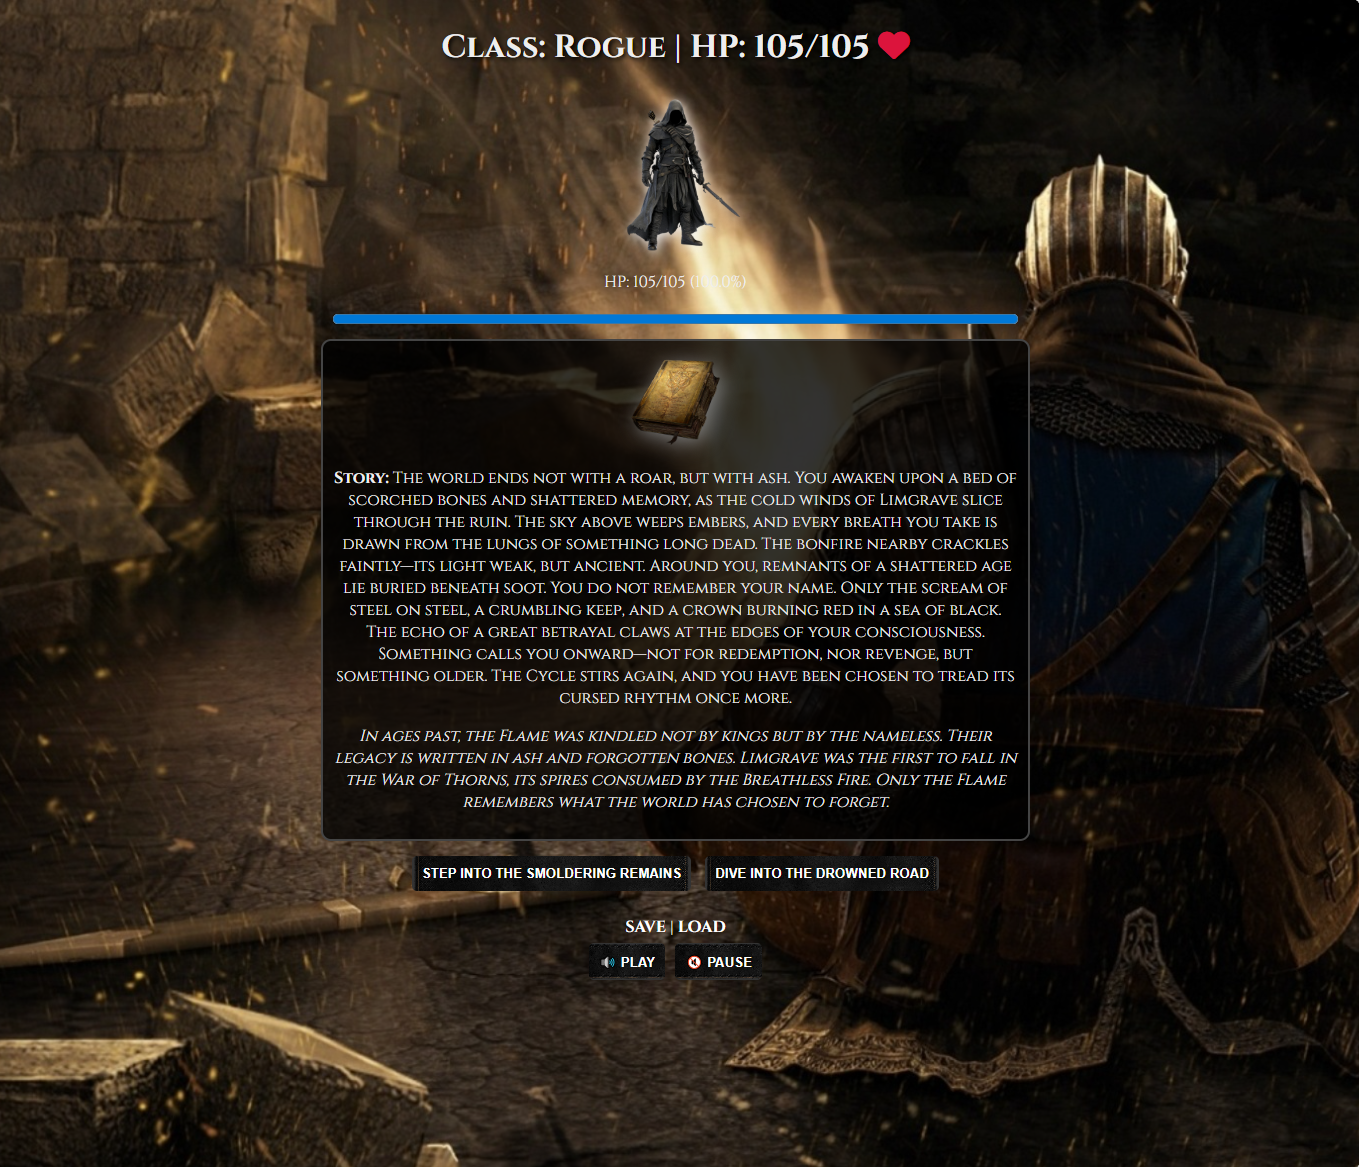 Class: Rogue | HP: 105/105
HP: 105/105 (100.0%)
Story: The world ends not with a roar, but with ash. You awaken upon a bed of
scorched bones and shattered memory, as the cold winds of Limgrave slice
through the ruin. The sky above weeps embers, and every breath you take is
drawn from the lungs of something long dead. The bonfire nearby crackles
faintly—its light weak, but ancient. Around you, remnants of a shattered age
lie buried beneath soot. You do not remember your name. Only the scream of
steel on steel, a crumbling keep, and a crown burning red in a sea of black.
The echo of a great betrayal claws at the edges of your consciousness.
Something calls you onward—not for redemption, nor revenge, but
something older. The Cycle stirs again, and you have been chosen to tread its
cursed rhythm once more.
In ages past, the Flame was kindled not by kings but by the nameless. Their
legacy is written in ash and forgotten bones. Limgrave was the first to fall in
the War of Thorns, its spires consumed by the Breathless Fire. Only the Flame
remembers what the world has chosen to forget.
STEP INTO THE SMOLDERING REMAINS
DIVE INTO THE DROWNED ROAD
SAVE | LOAD
PLAY
PAUSE